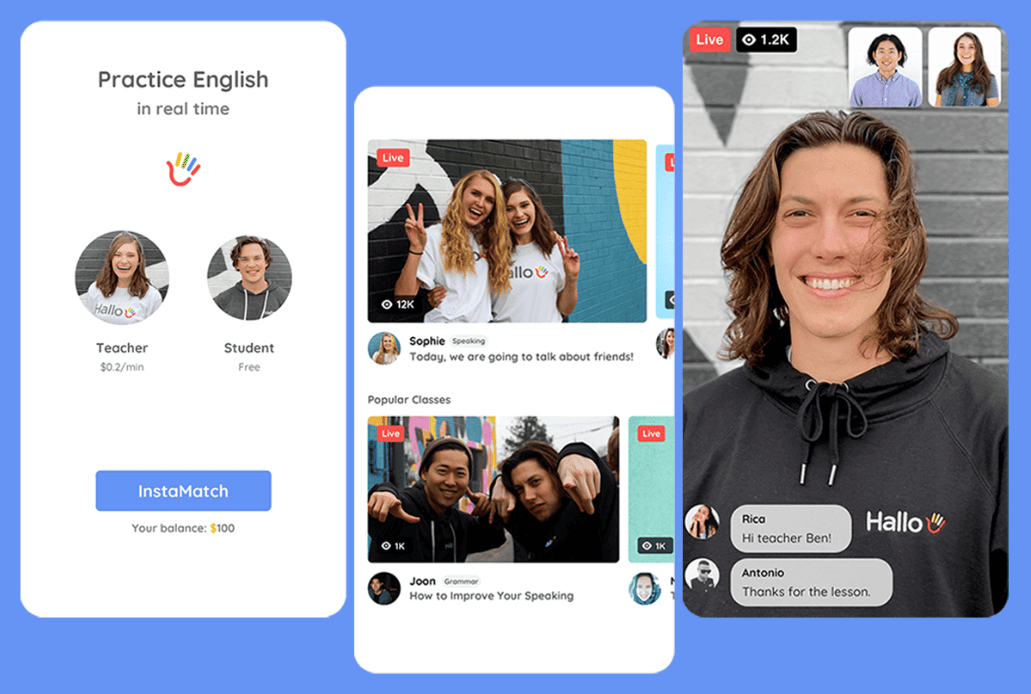 Practice English
in real time
Hallo
Teacher
$0.2/min
Student
Free
InstaMatch
Your balance: $100
Live
12K
Hallo
Sophie Speaking
Today, we are going to talk about friends!
Popular Classes
Live
1K
Joon Grammar
How to Improve Your Speaking
Live
1K
Live 1.2K
Hallo
Rica
Hi teacher Ben!
Antonio
Thanks for the lesson.